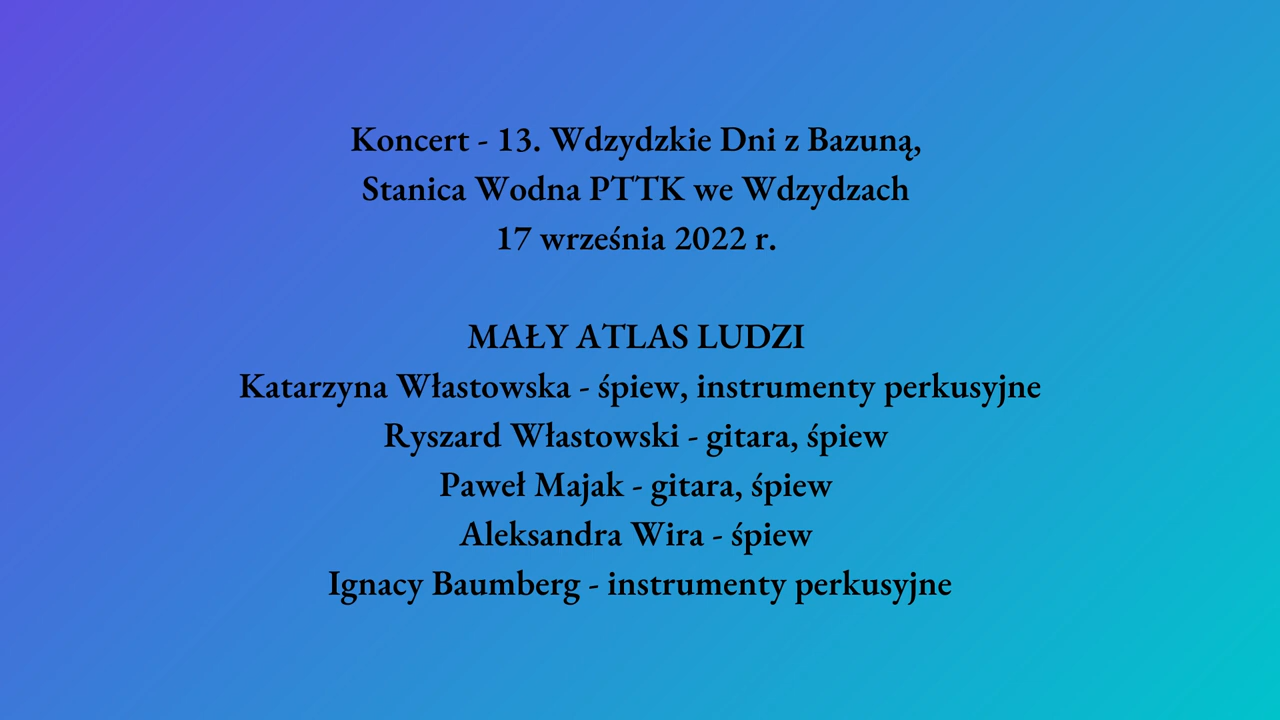 Koncert - 13. Wdzydzkie Dni z Bazuną,
Stanica Wodna PTTK we Wdzydzach
17 września 2022 r.
MAŁY ATLAS LUDZI
Katarzyna Włastowska - śpiew, instrumenty perkusyjne
Ryszard Włastowski - gitara, śpiew
Paweł Majak - gitara, śpiew
Aleksandra Wira - śpiew
Ignacy Baumberg - instrumenty perkusyjne